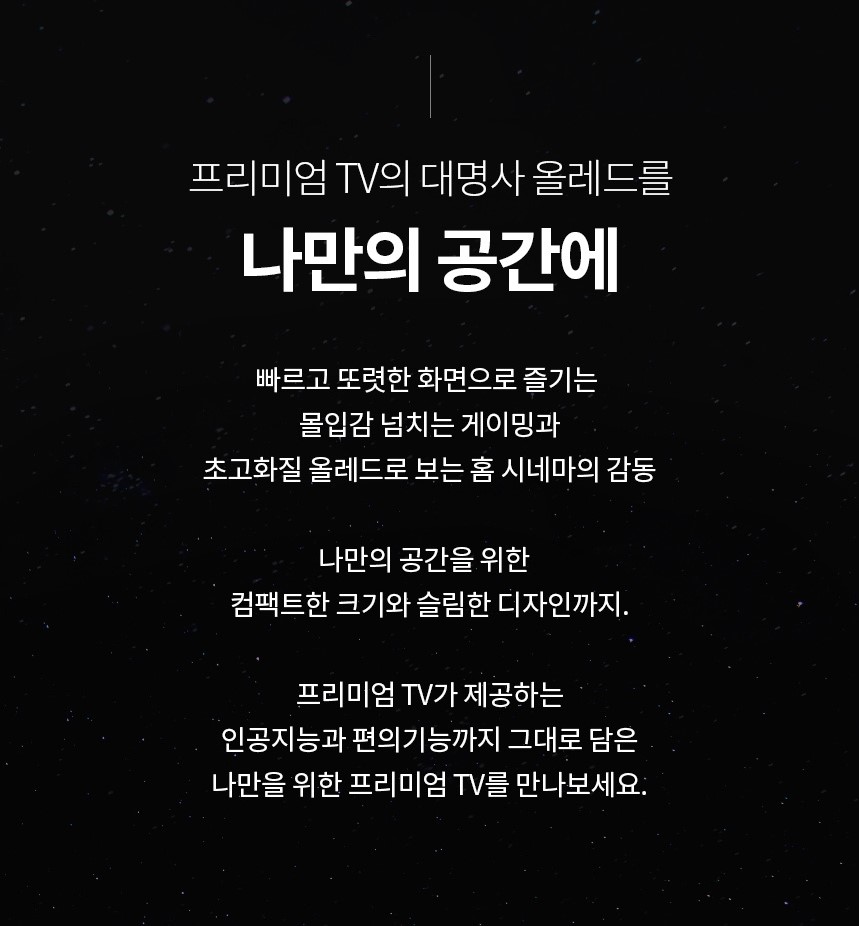 프리미엄 TV의 대명사 올레드를
나만의 공간에
빠르고 또렷한 화면으로 즐기는
몰입감 넘치는 게이밍과
초고화질 올레드로 보는 홈 시네마의 감동
나만의 공간을 위한
컴팩트한 크기와 슬림한 디자인까지.
프리미엄 TV가 제공하는
인공지능과 편의기능까지 그대로 담은
나만을 위한 프리미엄 TV를 만나보세요.